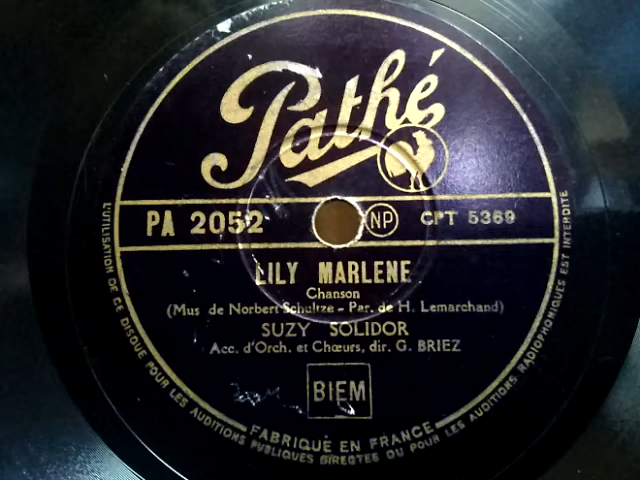 Pathé
PA 2052 NP CPT 5369
LILY MARLENE
Chanson
(Mus de Norbert Schultze - Par. de H. Lemarchand)
SUZY SOLIDOR
Acc. d'Orch. et Chœurs, dir. G. BRIEZ
BIEM
FABRIQUÉ EN FRANCE
L'UTILISATION DE CE DISQUE POUR LES AUDITIONS PUBLIQUES DIRECTES OU POUR LES AUDITIONS RADIOPHONIQUES EST INTERDITE